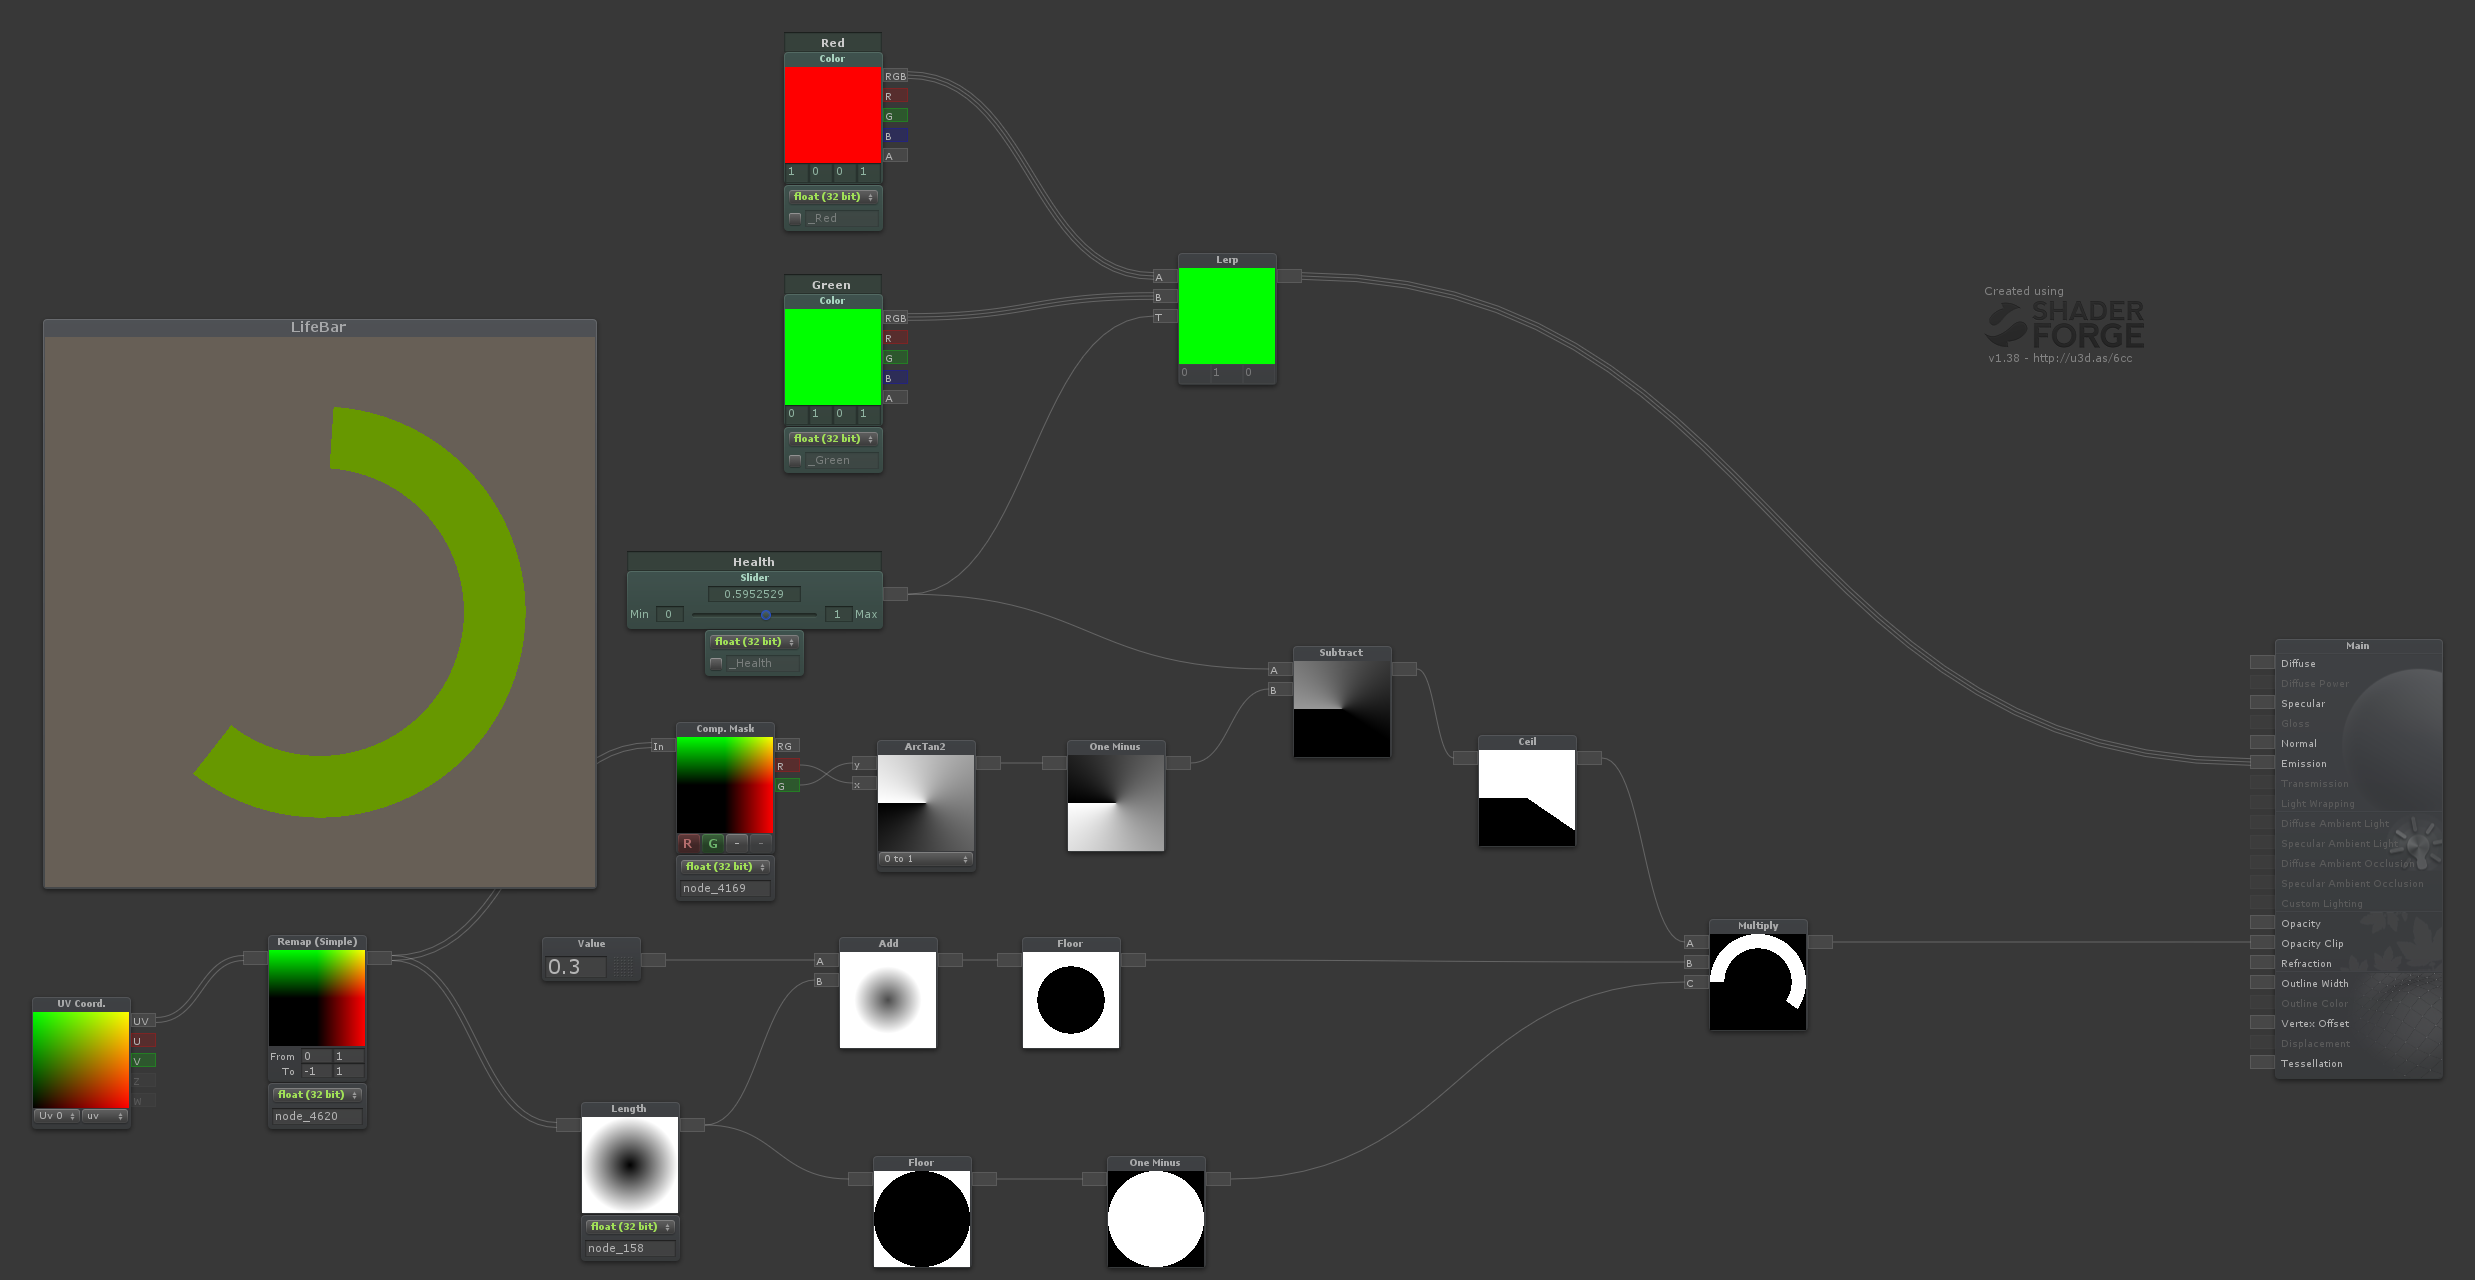 Red
Color
RGB
R
G
B
A
1 0 0 1
float (32 bit)
_Red
Green
Color
RGB
R
G
B
A
0 1 0 1
float (32 bit)
_Green
Lerp
A
B
T
0 1 0
Created using
SHADER
FORGE
v1.38 - http://u3d.as/6cc
LifeBar
Health
Slider
0.5952529
Min 0 1 Max
float (32 bit)
_Health
Subtract
A
B
Comp. Mask
In
RG
R
G
R G - -
float (32 bit)
node_4169
ArcTan2
y
x
0 to 1
One Minus
Ceil
Main
Diffuse
Diffuse Power
Specular
Gloss
Normal
Emission
Transmission
Light Wrapping
Diffuse Ambient Light
Specular Ambient Light
Diffuse Ambient Occlusion
Specular Ambient Occlusion
Custom Lighting
Opacity
Opacity Clip
Refraction
Outline Width
Outline Color
Vertex Offset
Displacement
Tessellation
Multiply
A
B
C
UV Coord.
UV
U
V
Z
W
Uv 0 uv
Remap (Simple)
From 0 1
To -1 1
float (32 bit)
node_4620
Value
0.3
Add
A
B
Floor
Length
float (32 bit)
node_158
Floor
One Minus